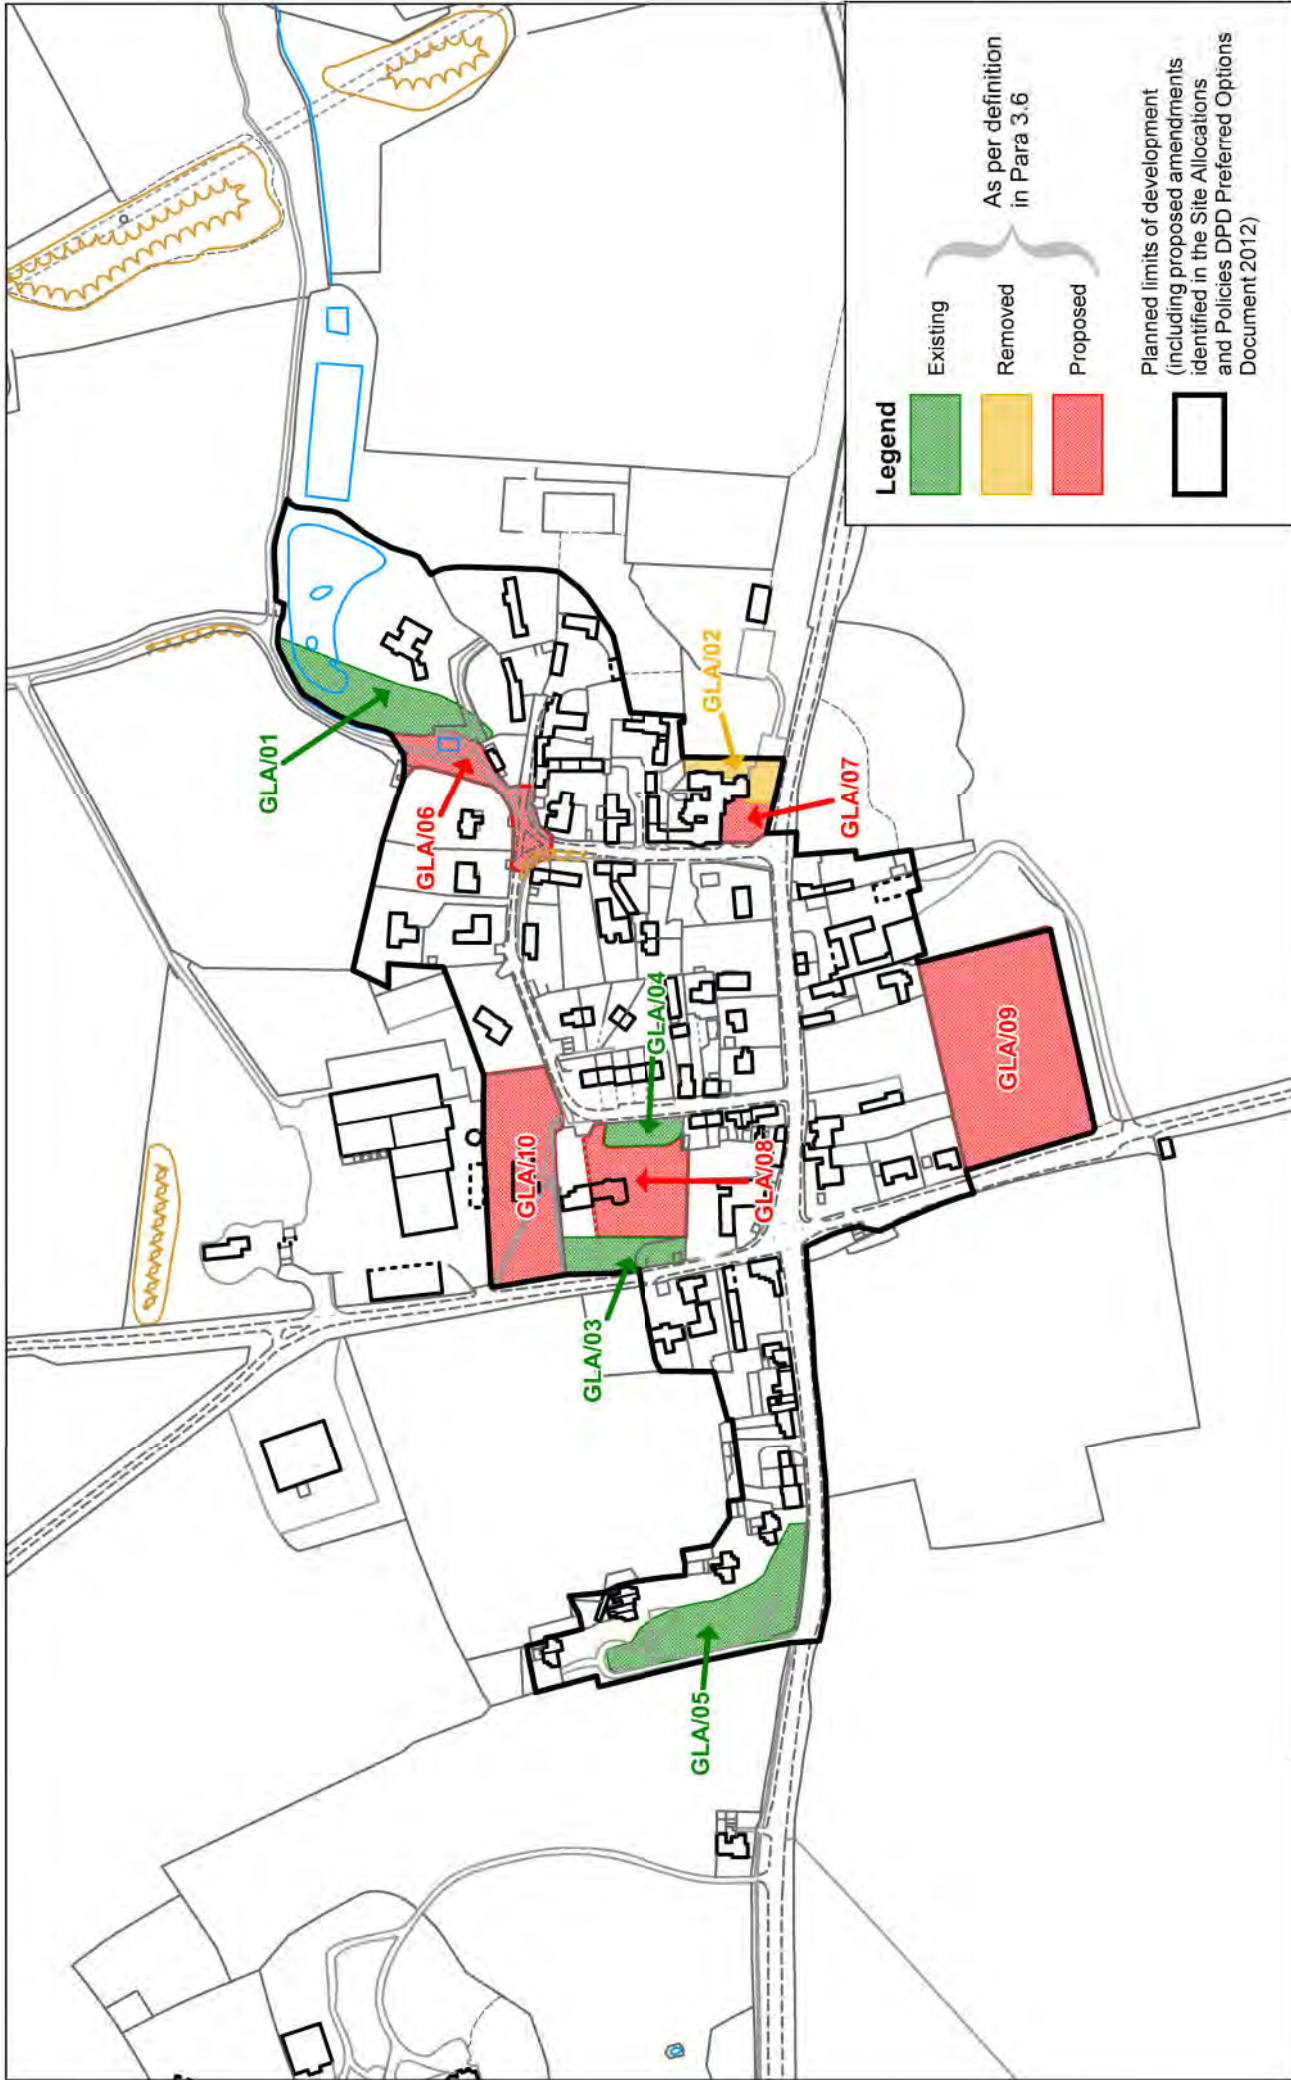 GLA/05
GLA/03
GLA/10
GLA/04
GLA/08
GLA/09
GLA/06
GLA/01
GLA/02
GLA/07
Legend
Existing
Removed
Proposed
As per definition
in Para 3.6
Planned limits of development
(including proposed amendments
identified in the Site Allocations
and Policies DPD Preferred Options
Document 2012)